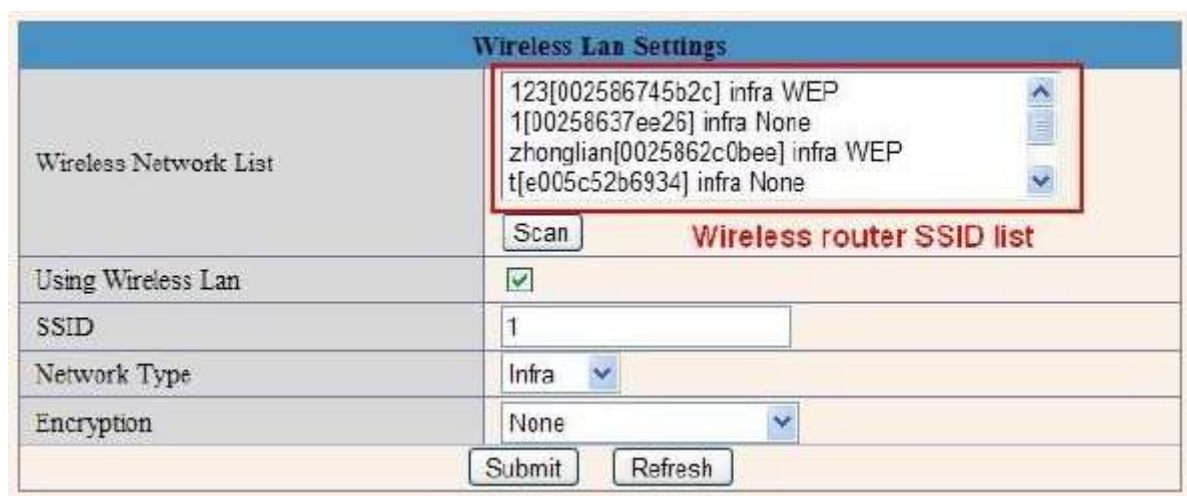 Wireless Lan Settings
Wireless Network List
123[002586745b2c] infra WEP
1[00258637ee26] infra None
zhonglian[0025862c0bee] infra WEP
t[e005c52b6934] infra None
Scan
Wireless router SSID list
Using Wireless Lan
SSID
1
Network Type
Infra
Encryption
None
Submit Refresh